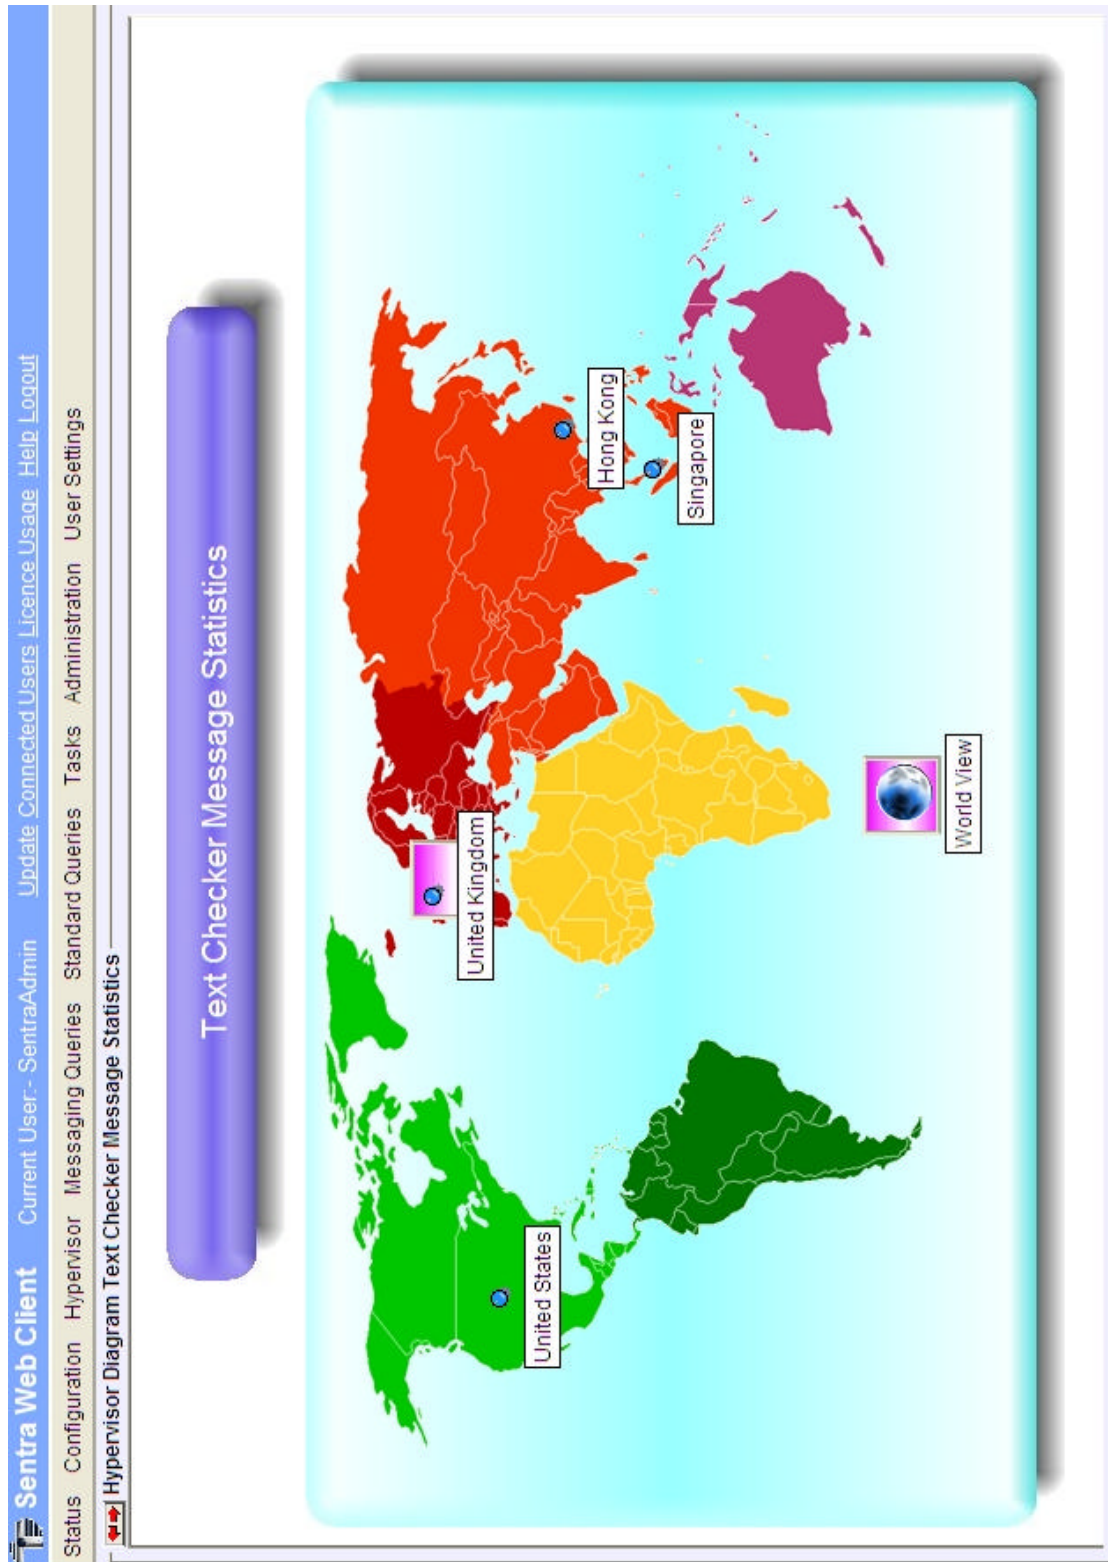 Sentra Web Client Current User:- SentraAdmin Update Connected Users Licence Usage Help Logout
Status Configuration Hypervisor Messaging Queries Standard Queries Tasks Administration User Settings
Hypervisor Diagram Text Checker Message Statistics
Text Checker Message Statistics
United Kingdom
Hong Kong
United States
Singapore
World View